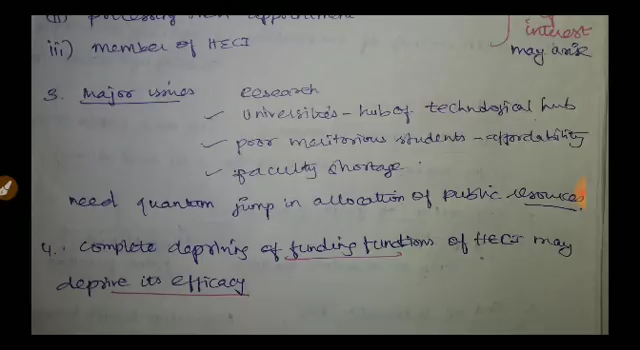 appointment
interest
iii) member of HECI
may arise
3. Major issues research
✓ Universities - hub of technological hub
✓ poor meritorious students - affordability
✓ faculty shortage.
need quantum jump in allocation of public resources
4. complete depriving of funding functions of HECI may
deprive its efficacy